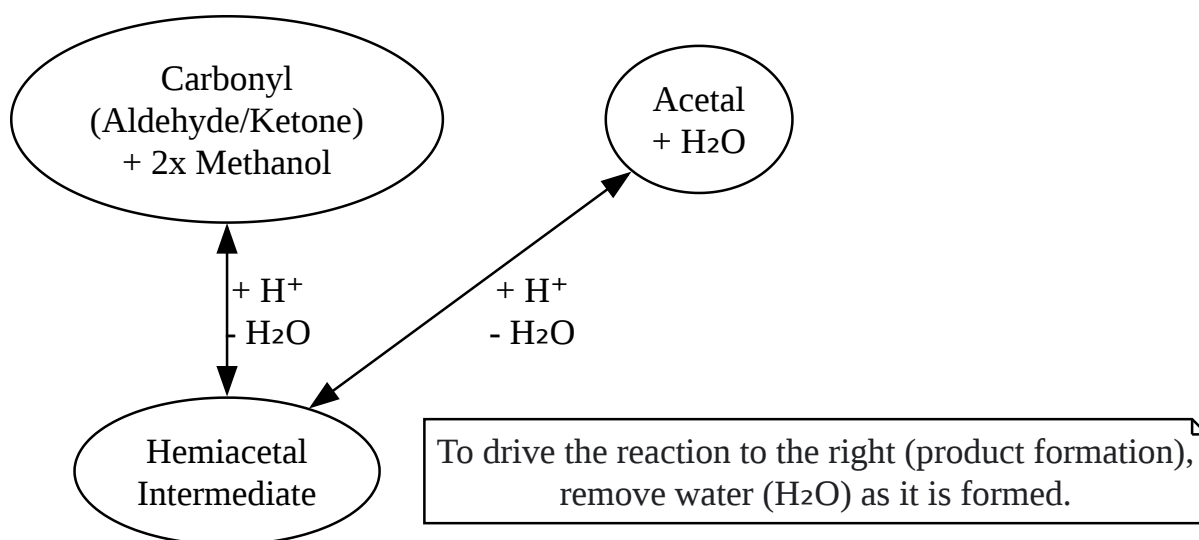 Carbonyl
(Aldehyde/Ketone)
+ 2x Methanol
Acetal
+ H₂O
+ H⁺
- H₂O
+ H⁺
- H₂O
Hemiacetal
Intermediate
To drive the reaction to the right (product formation),
remove water (H₂O) as it is formed.